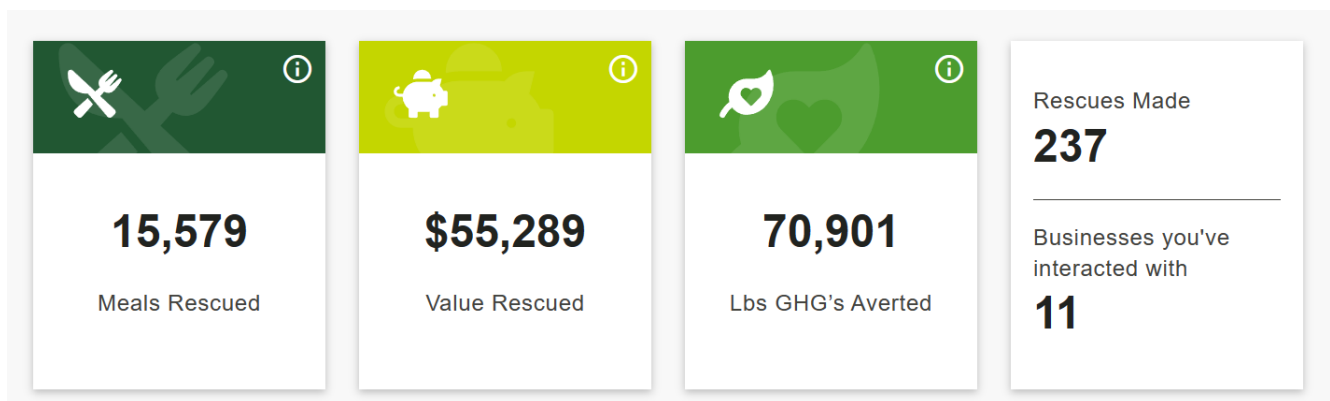 15,579
Meals Rescued
$55,289
Value Rescued
70,901
Lbs GHG’s Averted
Rescues Made
237
Businesses you've
interacted with
11